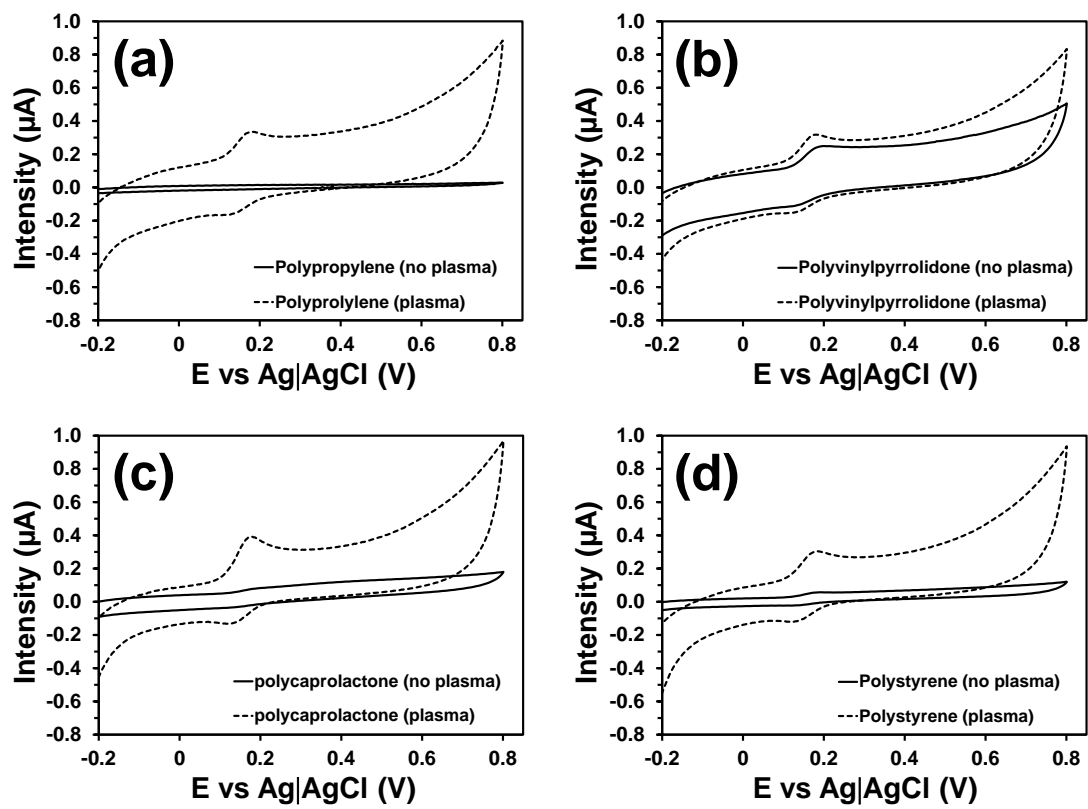 (a)
1.0
0.8
0.6
0.4
0.2
0.0
-0.2
-0.4
-0.6
-0.8
Intensity (µA)
Polypropylene (no plasma)
Polyprolylene (plasma)
-0.2 0 0.2 0.4 0.6 0.8
E vs Ag|AgCl (V)
(b)
1.0
0.8
0.6
0.4
0.2
0.0
-0.2
-0.4
-0.6
-0.8
Intensity (µA)
Polyvinylpyrrolidone (no plasma)
Polyvinylpyrrolidone (plasma)
-0.2 0 0.2 0.4 0.6 0.8
E vs Ag|AgCl (V)
(c)
1.0
0.8
0.6
0.4
0.2
0.0
-0.2
-0.4
-0.6
-0.8
Intensity (µA)
polycaprolactone (no plasma)
polycaprolactone (plasma)
-0.2 0 0.2 0.4 0.6 0.8
E vs Ag|AgCl (V)
(d)
1.0
0.8
0.6
0.4
0.2
0.0
-0.2
-0.4
-0.6
-0.8
Intensity (µA)
Polystyrene (no plasma)
Polystyrene (plasma)
-0.2 0 0.2 0.4 0.6 0.8
E vs Ag|AgCl (V)